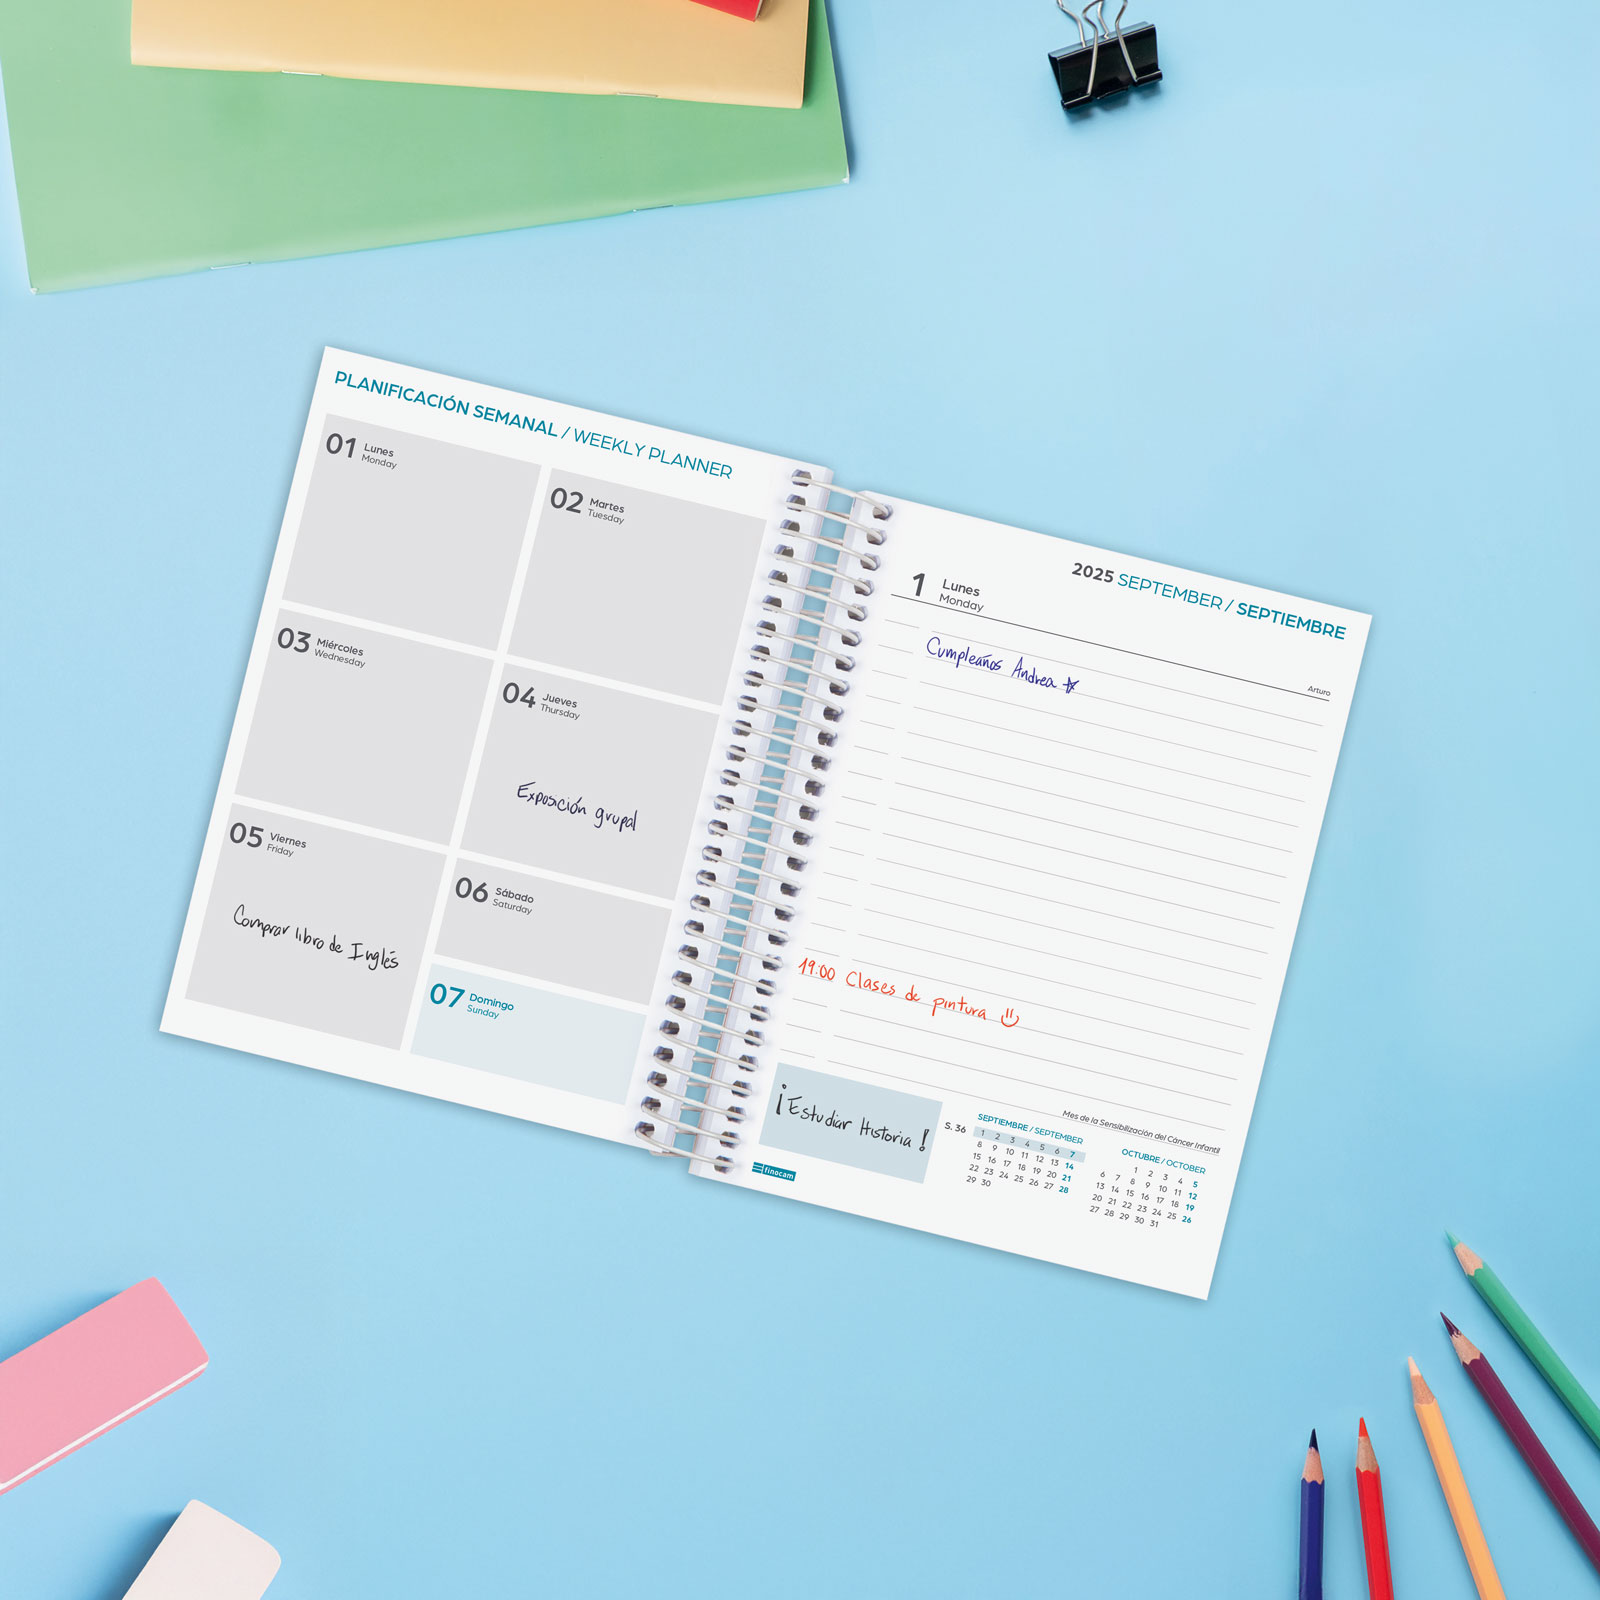 PLANIFICACIÓN SEMANAL / WEEKLY PLANNER
01 Lunes
Monday
02 Martes
Tuesday
03 Miércoles
Wednesday
04 Jueves
Thursday
Exposición grupal
05 Viernes
Friday
Comprar libro de Inglés
06 Sábado
Saturday
07 Domingo
Sunday
2025 SEPTEMBER / SEPTIEMBRE
1 Lunes
Monday
Arturo
Cumpleaños Andrea
19:00 Clases de pintura
Mes de la Sensibilización del Cáncer Infantil
¡Estudiar Historia!
finocam
S. 36
SEPTIEMBRE / SEPTEMBER
1 2 3 4 5 6 7
8 9 10 11 12 13 14
15 16 17 18 19 20 21
22 23 24 25 26 27 28
29 30
OCTUBRE / OCTOBER
1 2 3 4 5
6 7 8 9 10 11 12
13 14 15 16 17 18 19
20 21 22 23 24 25 26
27 28 29 30 31